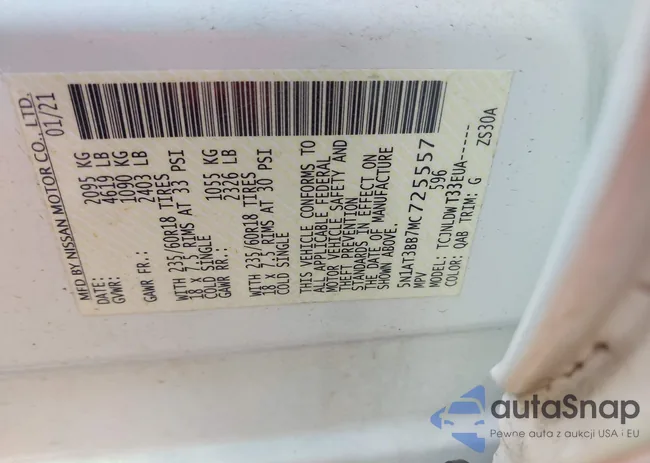 MFD BY NISSAN MOTOR CO., LTD.
DATE: 01/21
GVWR: 2095 KG
4619 LB
GAWR FR.: 1090 KG
2403 LB
WITH 235/60R18 TIRES
18 X 7.5 RIMS AT 33 PSI
COLD SINGLE
GAWR RR.: 1055 KG
2326 LB
WITH 235/60R18 TIRES
18 X 7.5 RIMS AT 30 PSI
COLD SINGLE
THIS VEHICLE CONFORMS TO
ALL APPLICABLE FEDERAL
MOTOR VEHICLE SAFETY AND
THEFT PREVENTION
STANDARDS IN EFFECT ON
THE DATE OF MANUFACTURE
SHOWN ABOVE.
5N1AT3BB7MC725557
MPV 596
MODEL: TCJNLDWT33EUA-----
COLOR: QAB TRIM: G
ZS30A
autaSnap
Pewne auta z aukcji USA i EU